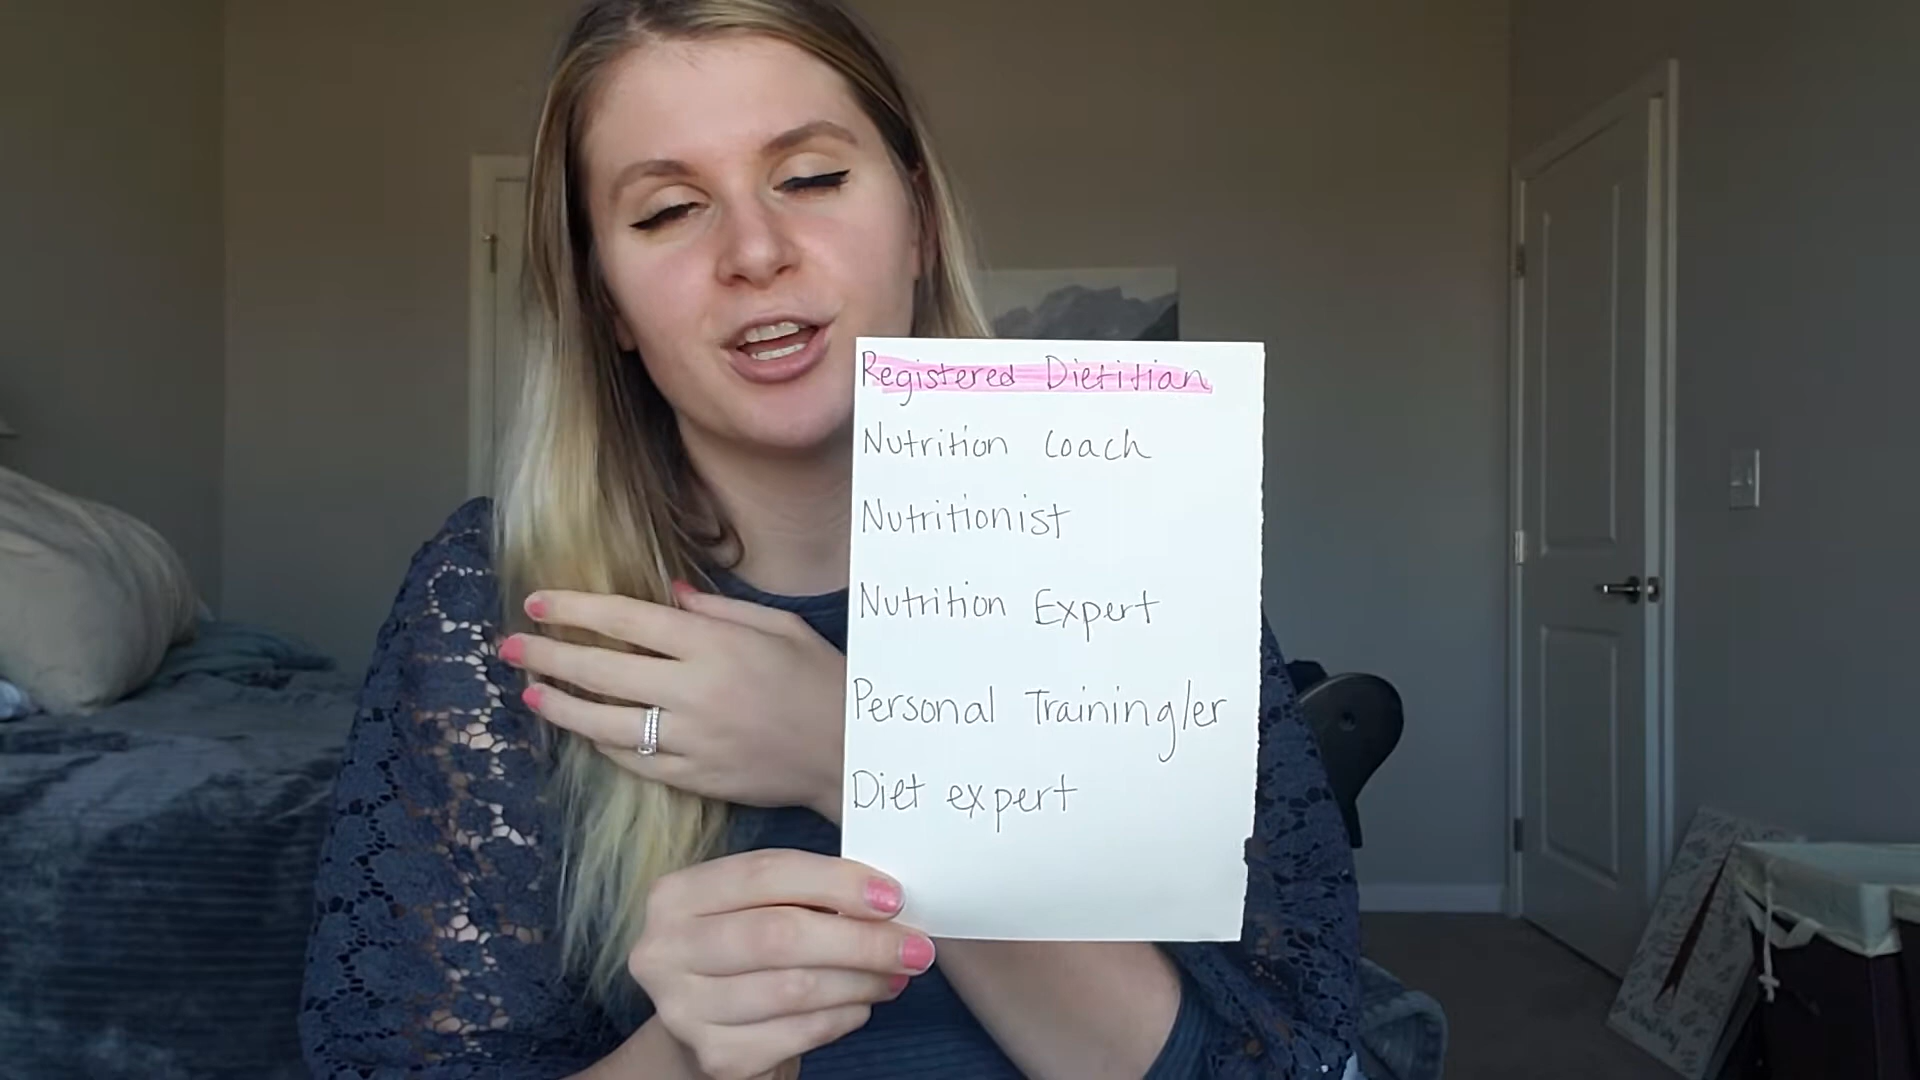 Registered Dietitian
Nutrition Coach
Nutritionist
Nutrition Expert
Personal Training/er
Diet expert